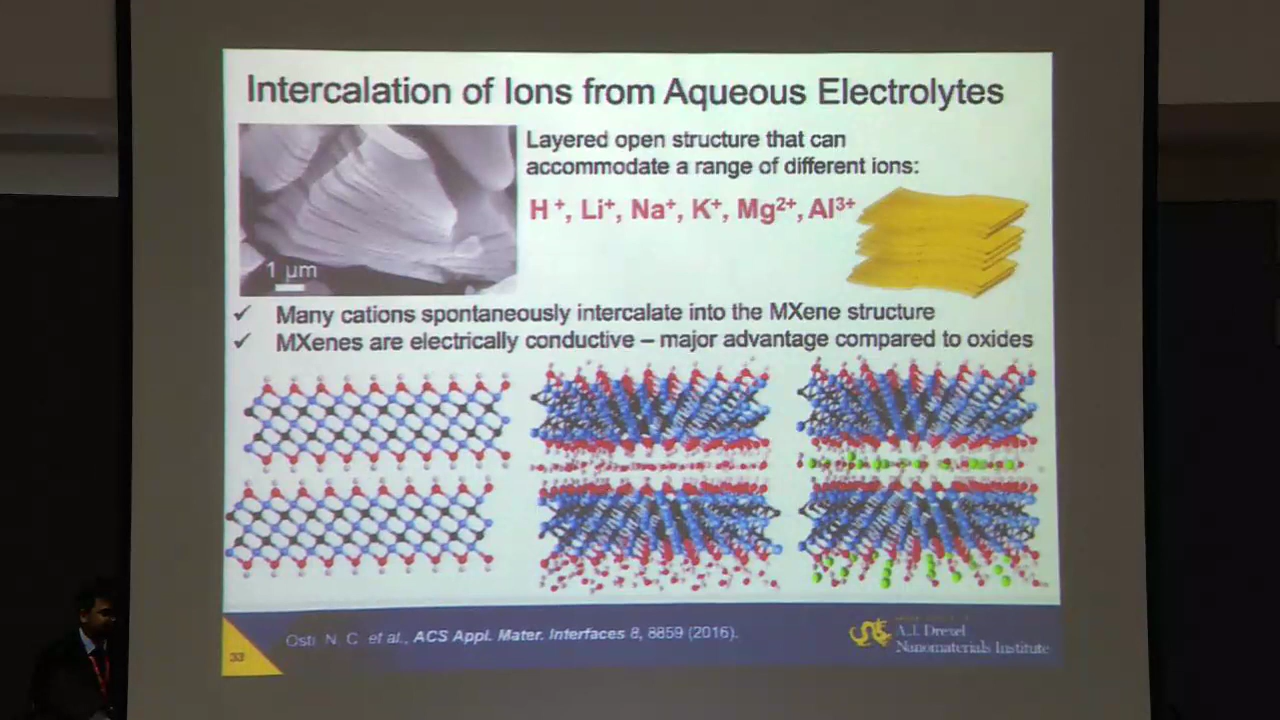 Intercalation of Ions from Aqueous Electrolytes
Layered open structure that can
accommodate a range of different ions:
H⁺, Li⁺, Na⁺, K⁺, Mg²⁺, Al³⁺
1 μm
✓ Many cations spontaneously intercalate into the MXene structure
✓ MXenes are electrically conductive – major advantage compared to oxides
Osti, N. C. et al., ACS Appl. Mater. Interfaces 8, 8859 (2016).
A.J. Drexel
Nanomaterials Institute
33